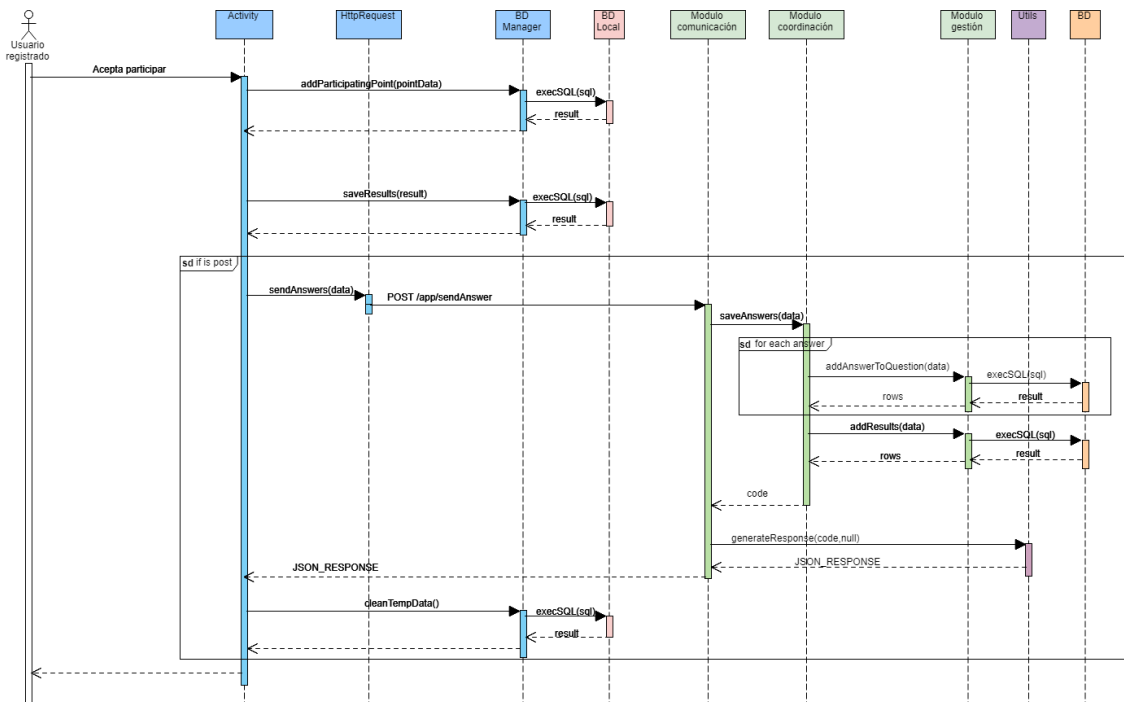 Activity
HttpRequest
BD
Manager
BD
Local
Modulo
comunicación
Modulo
coordinación
Modulo
gestión
Utils
BD
Usuario
registrado
Acepta participar
addParticipatingPoint(pointData)
execSQL(sql)
result
saveResults(result)
execSQL(sql)
result
sd if is post
sendAnswers(data)
POST /app/sendAnswer
saveAnswers(data)
sd for each answer
addAnswerToQuestion(data)
execSQL(sql)
rows
result
addResults(data)
execSQL(sql)
rows
result
code
generateResponse(code,null)
JSON_RESPONSE
JSON_RESPONSE
cleanTempData()
execSQL(sql)
result